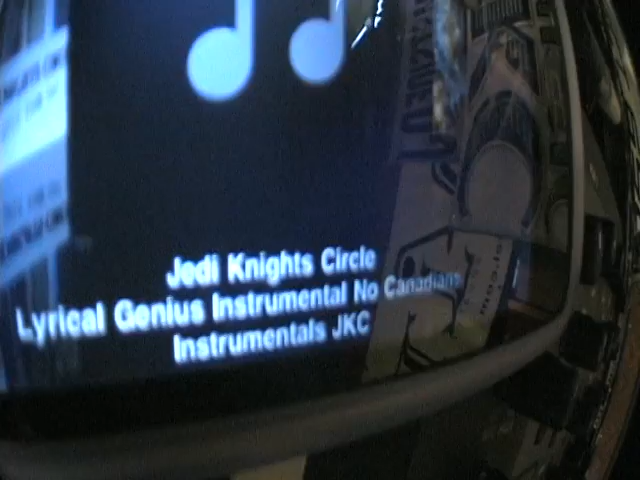 Jedi Knights Circle
Lyrical Genius Instrumental No Canadians
Instrumentals JKC